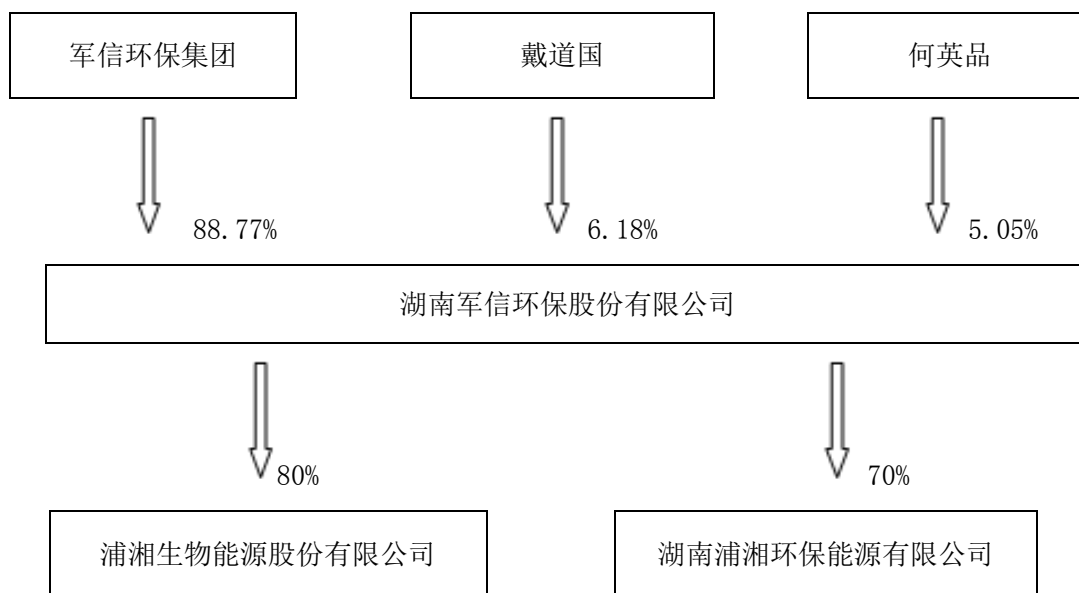 军信环保集团
戴道国
何英品
88.77%
6.18%
5.05%
湖南军信环保股份有限公司
80%
70%
浦湘生物能源股份有限公司
湖南浦湘环保能源有限公司